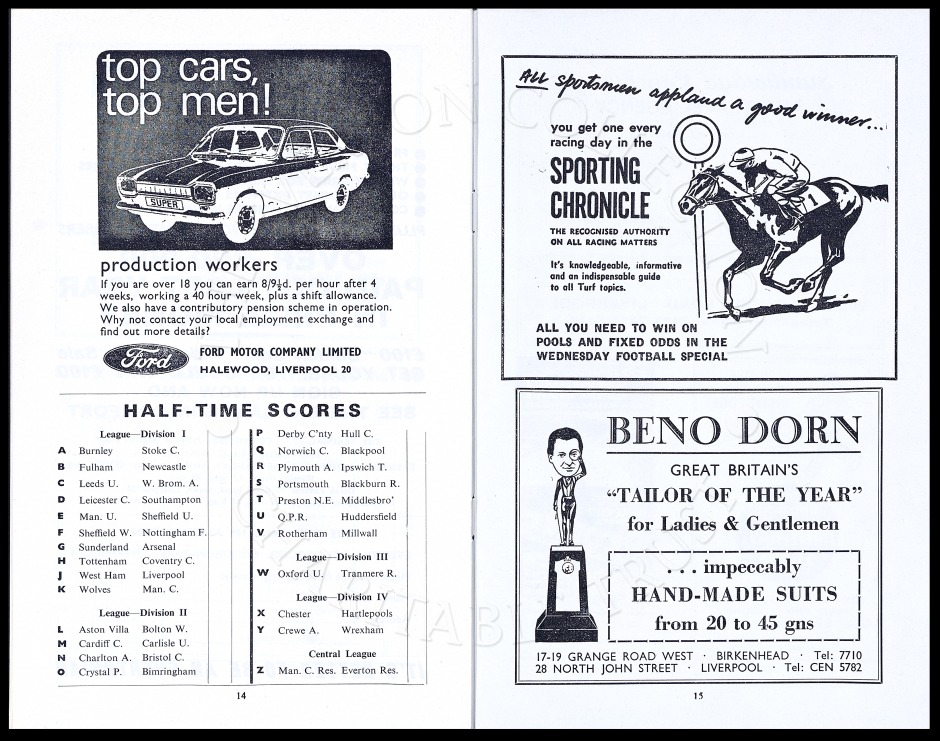 top cars,
top men!
SUPER
production workers
If you are over 18 you can earn 8/9½d. per hour after 4
weeks, working a 40 hour week, plus a shift allowance.
We also have a contributory pension scheme in operation.
Why not contact your local employment exchange and
find out more details?
Ford
FORD MOTOR COMPANY LIMITED
HALEWOOD, LIVERPOOL 20
HALF-TIME SCORES
League—Division I
A Burnley Stoke C.
B Fulham Newcastle
C Leeds U. W. Brom. A.
D Leicester C. Southampton
E Man. U. Sheffield U.
F Sheffield W. Nottingham F.
G Sunderland Arsenal
H Tottenham Coventry C.
J West Ham Liverpool
K Wolves Man. C.
League—Division II
L Aston Villa Bolton W.
M Cardiff C. Carlisle U.
N Charlton A. Bristol C.
O Crystal P. Bimringham
P Derby C'nty Hull C.
Q Norwich C. Blackpool
R Plymouth A. Ipswich T.
S Portsmouth Blackburn R.
T Preston N.E. Middlesbro'
U Q.P.R. Huddersfield
V Rotherham Millwall
League—Division III
W Oxford U. Tranmere R.
League—Division IV
X Chester Hartlepools
Y Crewe A. Wrexham
Central League
Z Man. C. Res. Everton Res.
14
ALL sportsmen applaud a good winner...
you get one every
racing day in the
SPORTING
CHRONICLE
THE RECOGNISED AUTHORITY
ON ALL RACING MATTERS
It's knowledgeable, informative
and an indispensable guide
to all Turf topics.
1
ALL YOU NEED TO WIN ON
POOLS AND FIXED ODDS IN THE
WEDNESDAY FOOTBALL SPECIAL
BENO DORN
GREAT BRITAIN'S
"TAILOR OF THE YEAR"
for Ladies & Gentlemen
. . . impeccably
HAND-MADE SUITS
from 20 to 45 gns
17-19 GRANGE ROAD WEST · BIRKENHEAD · Tel: 7710
28 NORTH JOHN STREET · LIVERPOOL · Tel: CEN 5782
15